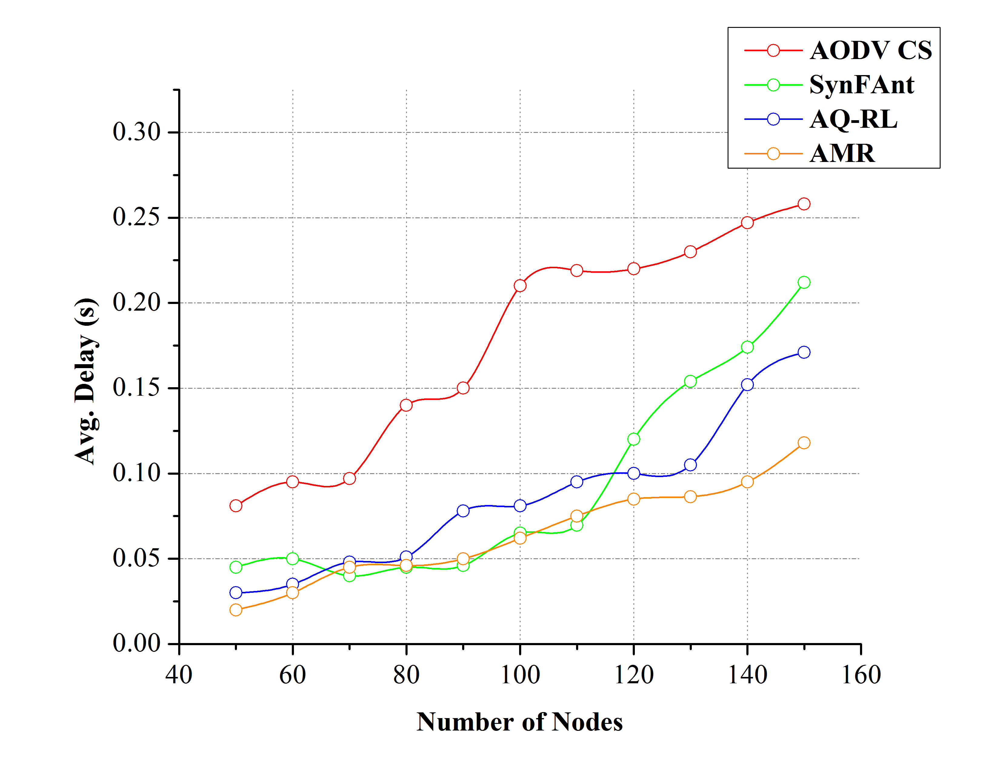 AODV CS
SynFAnt
AQ-RL
AMR
0.30
0.25
0.20
0.15
0.10
0.05
0.00
Avg. Delay (s)
40 60 80 100 120 140 160
Number of Nodes